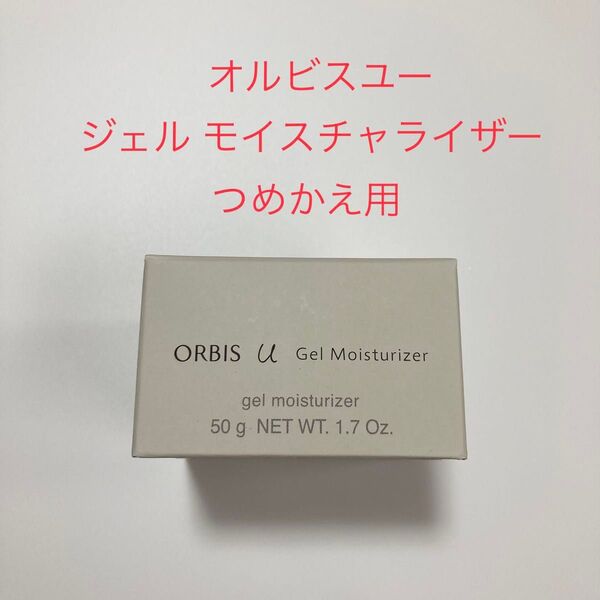 オルビスユー
ジェル モイスチャライザー
つめかえ用
ORBIS u Gel Moisturizer
gel moisturizer
50 g NET WT. 1.7 Oz.